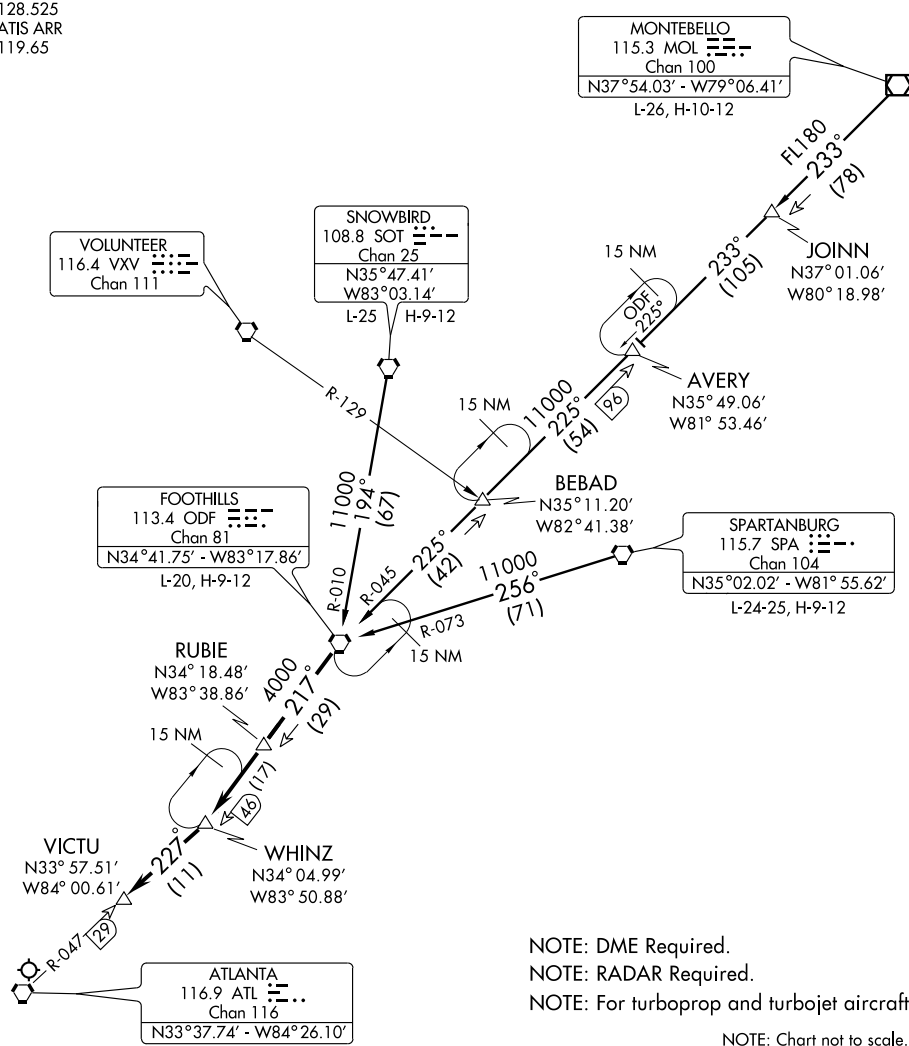 128.525
ATIS ARR
119.65
MONTEBELLO
115.3 MOL
Chan 100
N37°54.03′ - W79°06.41′
L-26, H-10-12
FL180
233°
(78)
JOINN
N37°01.06′
W80°18.98′
233°
(105)
SNOWBIRD
108.8 SOT
Chan 25
N35°47.41′
W83°03.14′
L-25 H-9-12
VOLUNTEER
116.4 VXV
Chan 111
15 NM
ODF
225°
AVERY
N35°49.06′
W81°53.46′
R-129
11000
225°
(54)
96
15 NM
BEBAD
N35°11.20′
W82°41.38′
11000
194°
(67)
R-010
FOOTHILLS
113.4 ODF
Chan 81
N34°41.75′ - W83°17.86′
L-20, H-9-12
225°
(42)
R-045
SPARTANBURG
115.7 SPA
Chan 104
N35°02.02′ - W81°55.62′
L-24-25, H-9-12
11000
256°
(71)
R-073
15 NM
RUBIE
N34°18.48′
W83°38.86′
4000
217°
(29)
15 NM
(17)
46
WHINZ
N34°04.99′
W83°50.88′
VICTU
N33°57.51′
W84°00.61′
227°
(11)
R-047
29
ATLANTA
116.9 ATL
Chan 116
N33°37.74′ - W84°26.10′
NOTE: DME Required.
NOTE: RADAR Required.
NOTE: For turboprop and turbojet aircraft
NOTE: Chart not to scale.